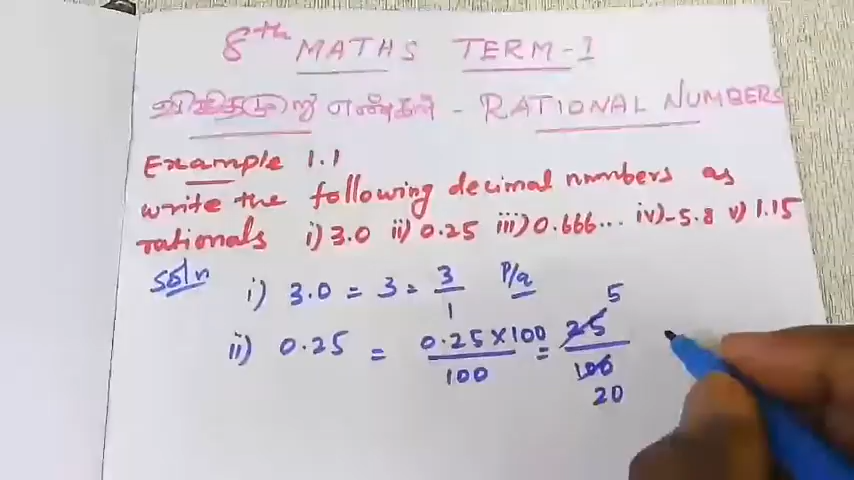 8th MATHS TERM-I
விகிதமுறு எண்கள் - RATIONAL NUMBERS
Example 1.1
write the following decimal numbers as
rationals i) 3.0 ii) 0.25 iii) 0.666... iv) -5.8 v) 1.15
Soln
i) 3.0 = 3 = 3/1 P/q
ii) 0.25 = 0.25×100/100 = 25/100
5
20